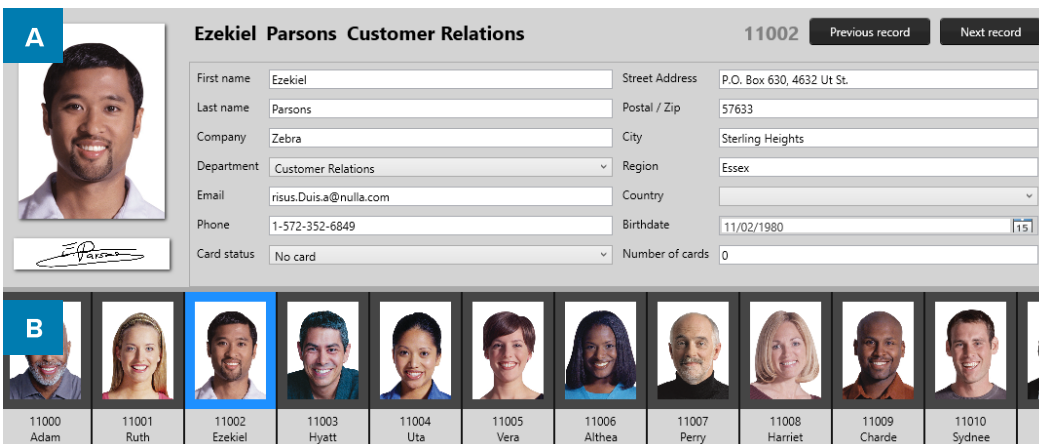 A
Ezekiel Parsons Customer Relations
11002
Previous record
Next record
First name
Ezekiel
Street Address
P.O. Box 630, 4632 Ut St.
Last name
Parsons
Postal / Zip
57633
Company
Zebra
City
Sterling Heights
Department
Customer Relations
Region
Essex
Email
risus.Duis.a@nulla.com
Country
Phone
1-572-352-6849
Birthdate
11/02/1980
15
E.Parsons
Card status
No card
Number of cards
0
B
11000
Adam
11001
Ruth
11002
Ezekiel
11003
Hyatt
11004
Uta
11005
Vera
11006
Althea
11007
Perry
11008
Harriet
11009
Charde
11010
Sydnee